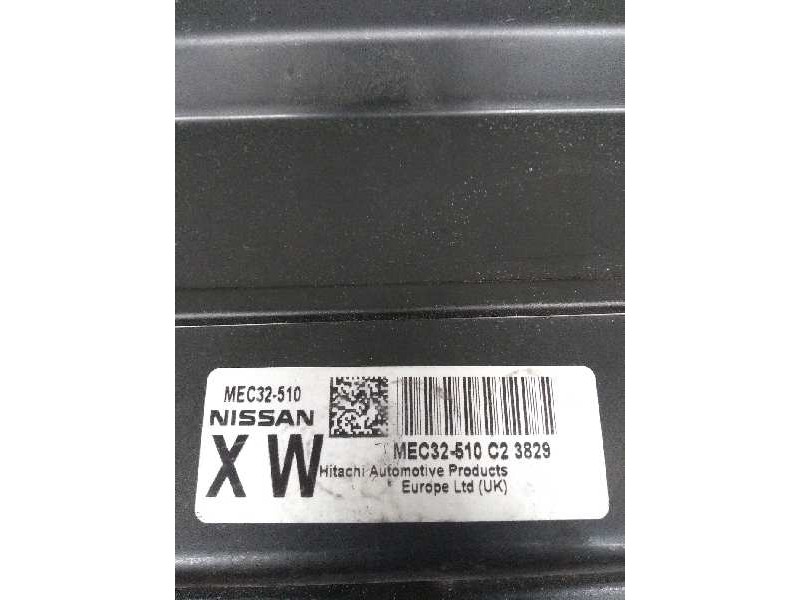 MEC32-510
NISSAN
X W
MEC32-510 C2 3829
Hitachi Automotive Products
Europe Ltd (UK)